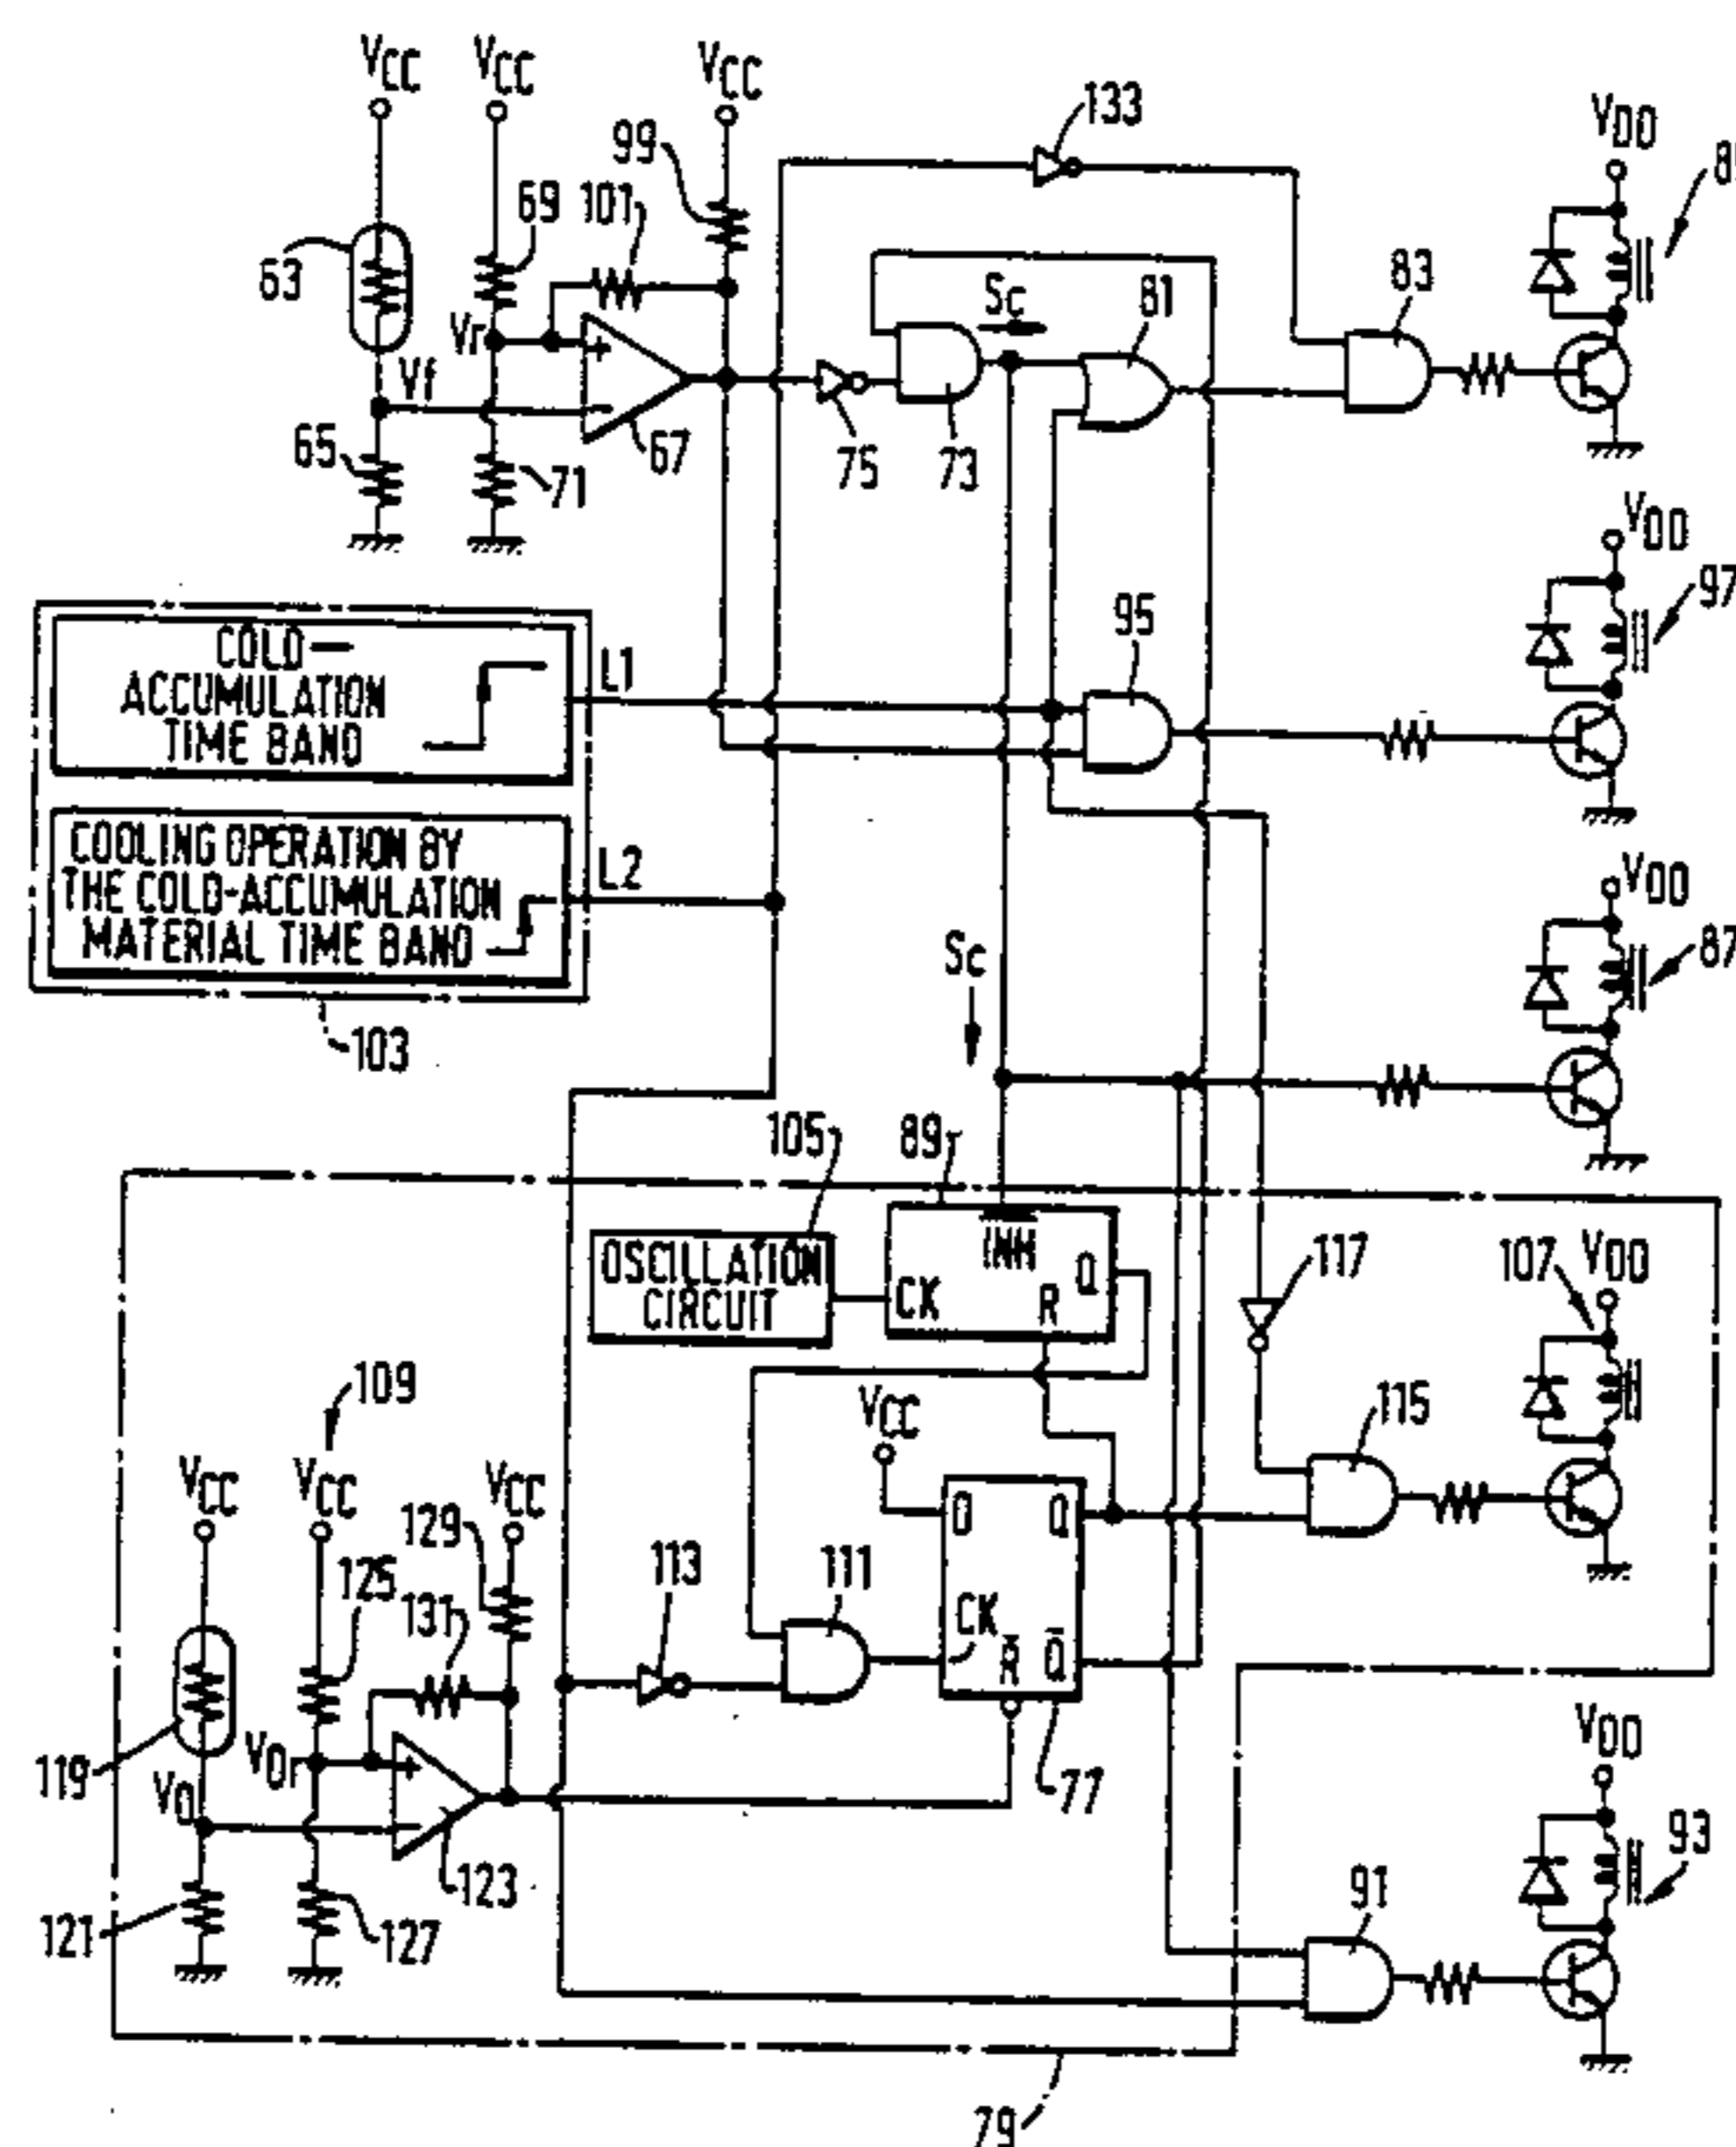 VCC
VCC
VCC
133
VDD
99
69
101
63
Sc
81
83
Vr
Vf
65
71
67
75
73
VDD
97
95
COLD-
ACCUMULATION
TIME BAND
L1
COOLING OPERATION BY
THE COLD-ACCUMULATION
MATERIAL TIME BAND
L2
VDD
87
Sc
103
105
89
OSCILLATION
CIRCUIT
INH
CK
R
Q
117
107
VDD
109
VCC
115
VCC
VCC
VCC
129
D
Q
125
131
113
111
CK
R̅
Q̅
119
VOr
VO
77
VDD
123
93
121
127
91
79